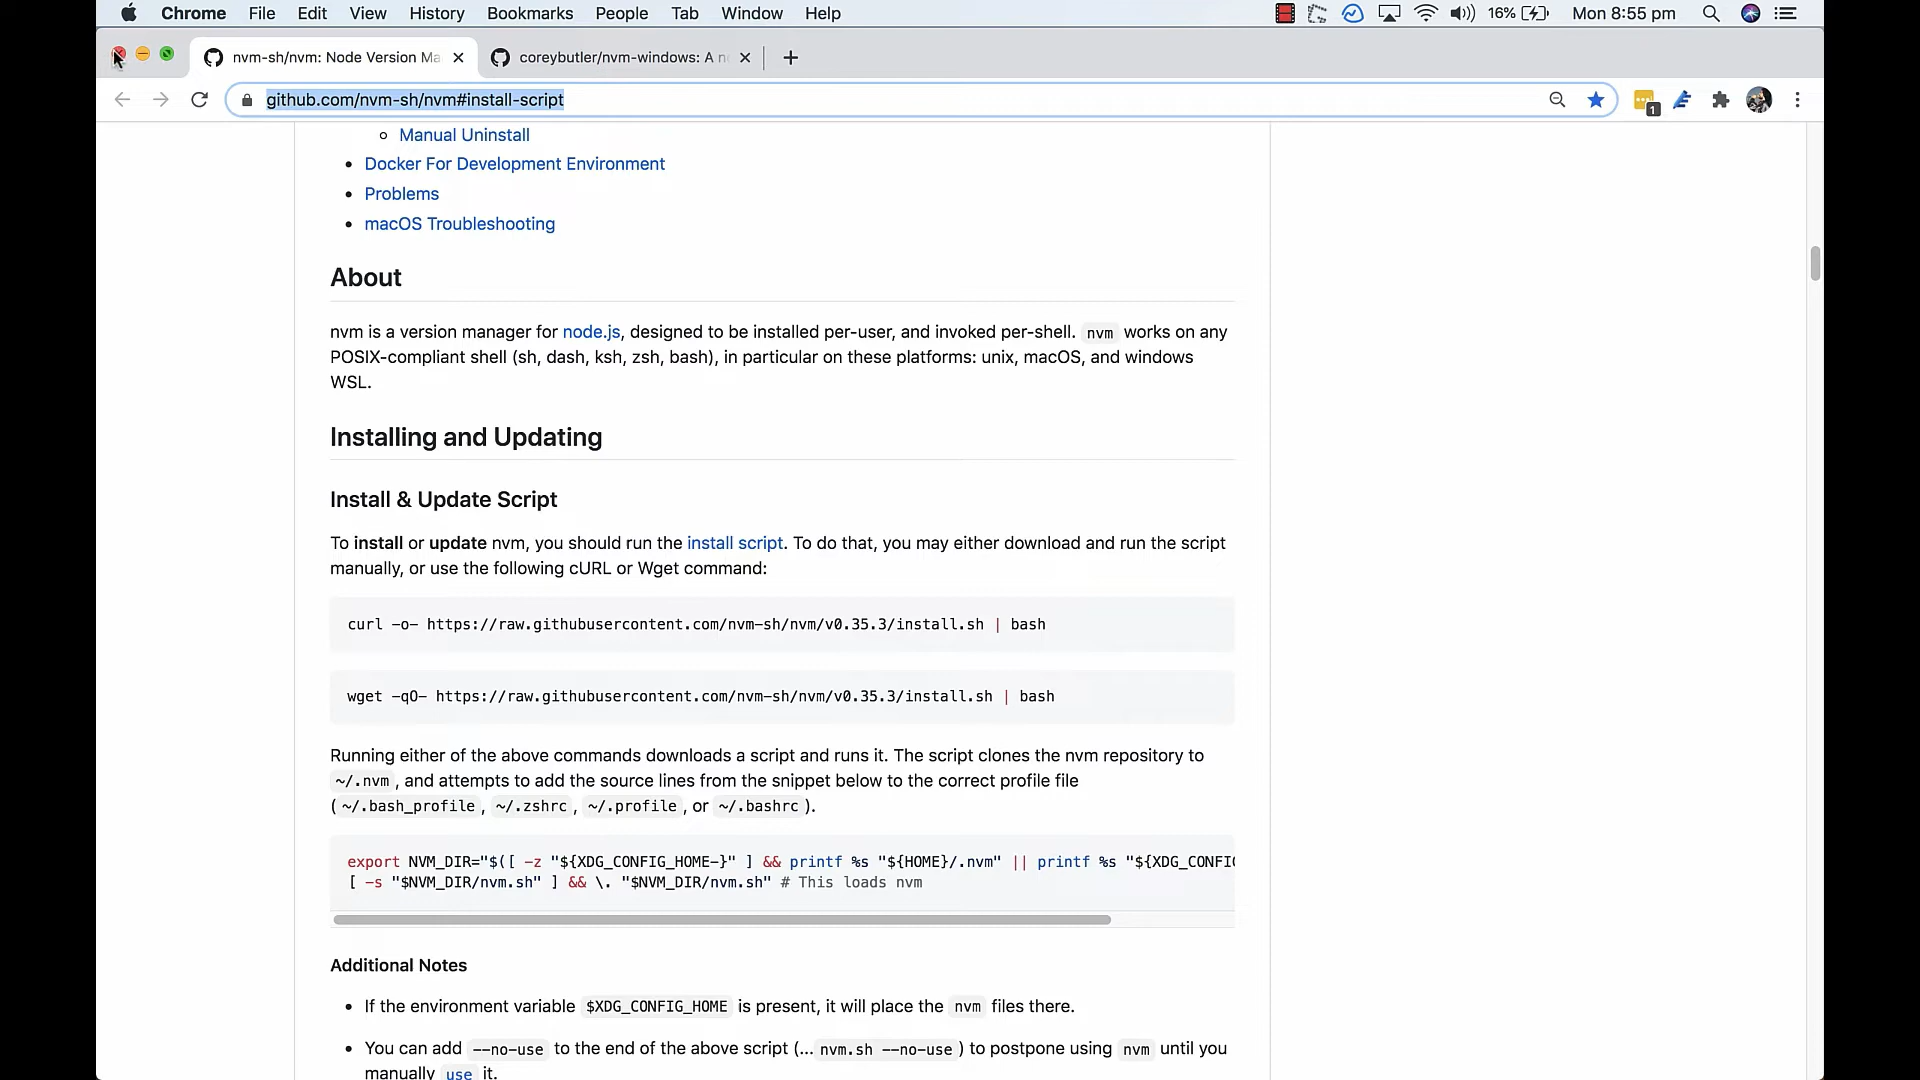 Chrome File Edit View History Bookmarks People Tab Window Help 16% Mon 8:55 pm
nvm-sh/nvm: Node Version Ma coreybutler/nvm-windows: A n
github.com/nvm-sh/nvm#install-script 1
Manual Uninstall
Docker For Development Environment
Problems
macOS Troubleshooting
About
nvm is a version manager for node.js, designed to be installed per-user, and invoked per-shell. nvm works on any
POSIX-compliant shell (sh, dash, ksh, zsh, bash), in particular on these platforms: unix, macOS, and windows
WSL.
Installing and Updating
Install & Update Script
To install or update nvm, you should run the install script. To do that, you may either download and run the script
manually, or use the following cURL or Wget command:
curl -o- https://raw.githubusercontent.com/nvm-sh/nvm/v0.35.3/install.sh | bash
wget -qO- https://raw.githubusercontent.com/nvm-sh/nvm/v0.35.3/install.sh | bash
Running either of the above commands downloads a script and runs it. The script clones the nvm repository to
~/.nvm, and attempts to add the source lines from the snippet below to the correct profile file
(~/.bash_profile, ~/.zshrc, ~/.profile, or ~/.bashrc).
export NVM_DIR="$([ -z "${XDG_CONFIG_HOME-}" ] && printf %s "${HOME}/.nvm" || printf %s "${XDG_CONFIG
[ -s "$NVM_DIR/nvm.sh" ] && \. "$NVM_DIR/nvm.sh" # This loads nvm
Additional Notes
If the environment variable $XDG_CONFIG_HOME is present, it will place the nvm files there.
You can add --no-use to the end of the above script (... nvm.sh --no-use) to postpone using nvm until you
manually use it.